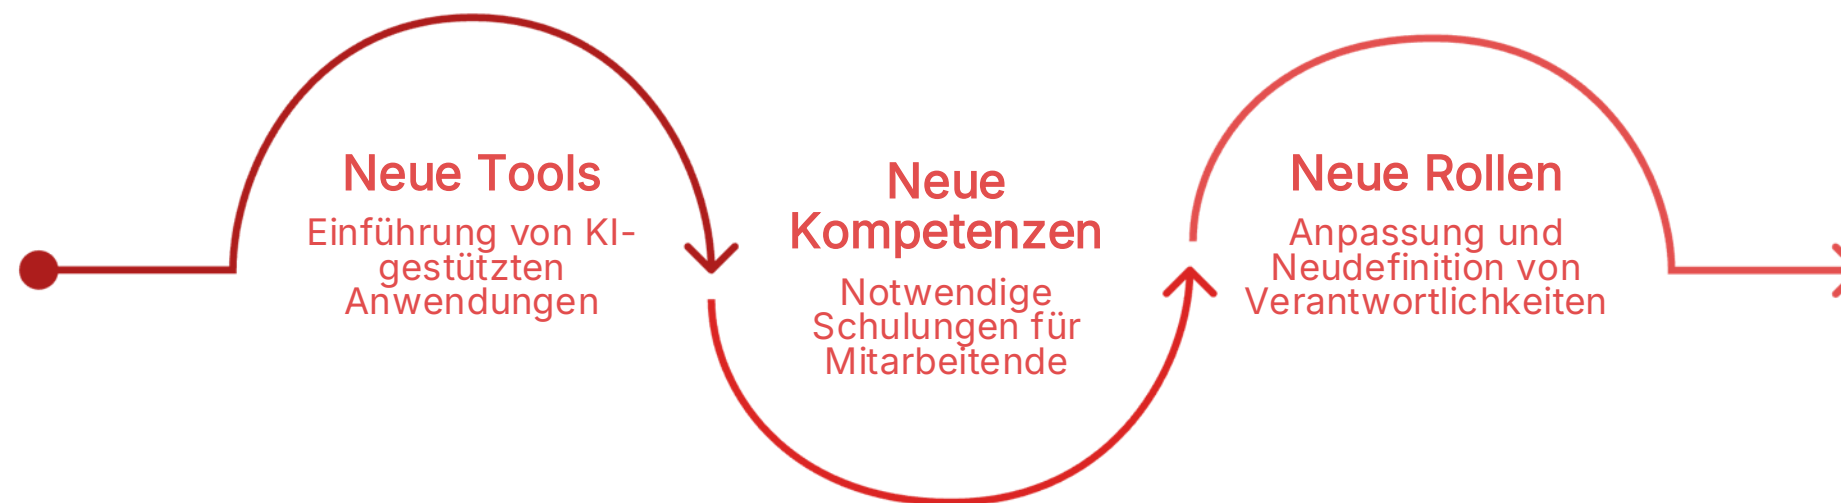 Neue Tools
Einführung von KI-
gestützten
Anwendungen
Neue
Kompetenzen
Notwendige
Schulungen für
Mitarbeitende
Neue Rollen
Anpassung und
Neudefinition von
Verantwortlichkeiten